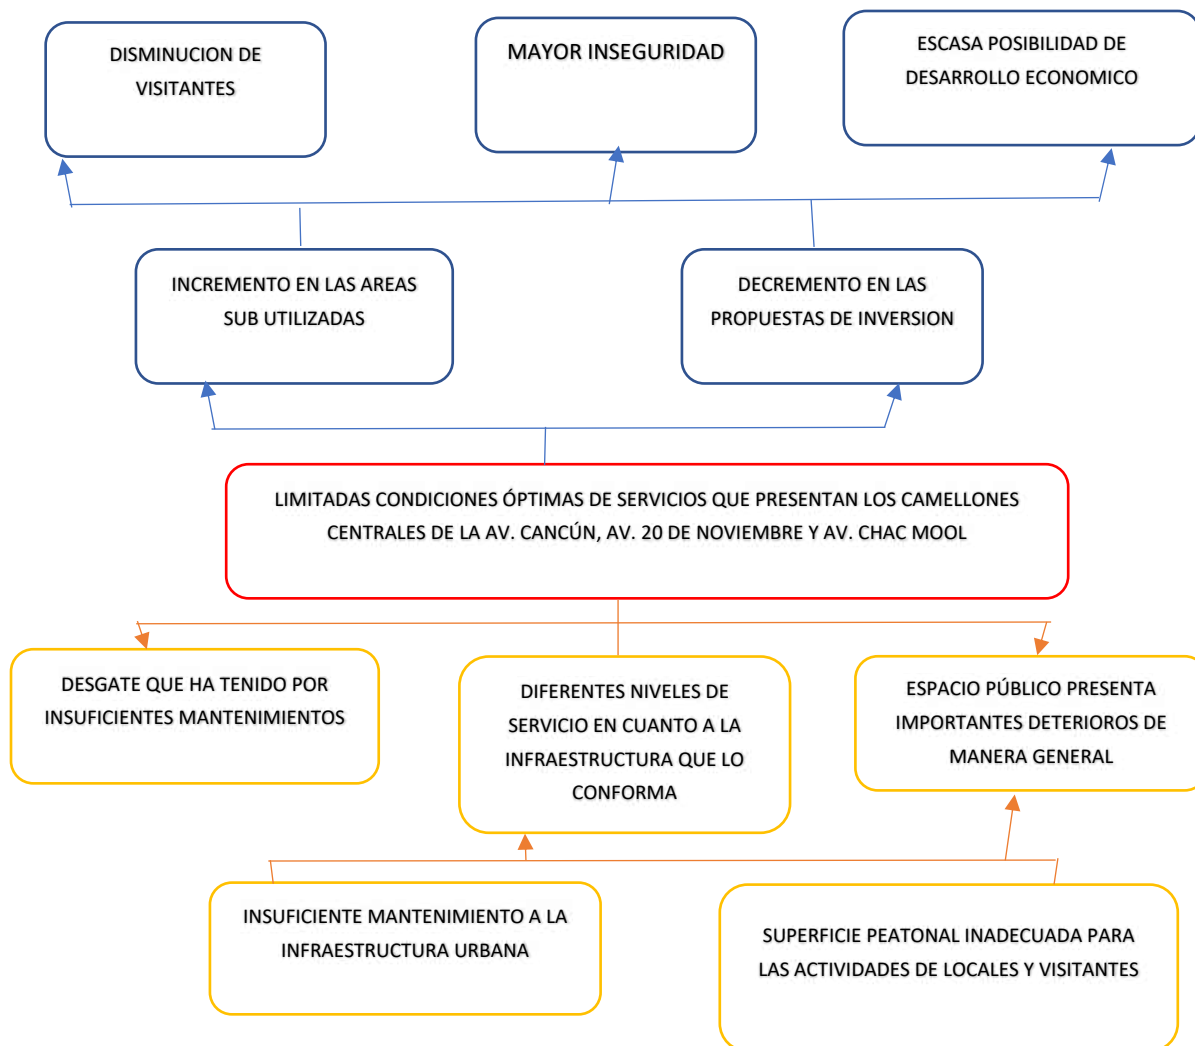 DISMINUCION DE
VISITANTES
MAYOR INSEGURIDAD
ESCASA POSIBILIDAD DE
DESARROLLO ECONOMICO
INCREMENTO EN LAS AREAS
SUB UTILIZADAS
DECREMENTO EN LAS
PROPUESTAS DE INVERSION
LIMITADAS CONDICIONES ÓPTIMAS DE SERVICIOS QUE PRESENTAN LOS CAMELLONES
CENTRALES DE LA AV. CANCÚN, AV. 20 DE NOVIEMBRE Y AV. CHAC MOOL
DESGATE QUE HA TENIDO POR
INSUFICIENTES MANTENIMIENTOS
DIFERENTES NIVELES DE
SERVICIO EN CUANTO A LA
INFRAESTRUCTURA QUE LO
CONFORMA
ESPACIO PÚBLICO PRESENTA
IMPORTANTES DETERIOROS DE
MANERA GENERAL
INSUFICIENTE MANTENIMIENTO A LA
INFRAESTRUCTURA URBANA
SUPERFICIE PEATONAL INADECUADA PARA
LAS ACTIVIDADES DE LOCALES Y VISITANTES